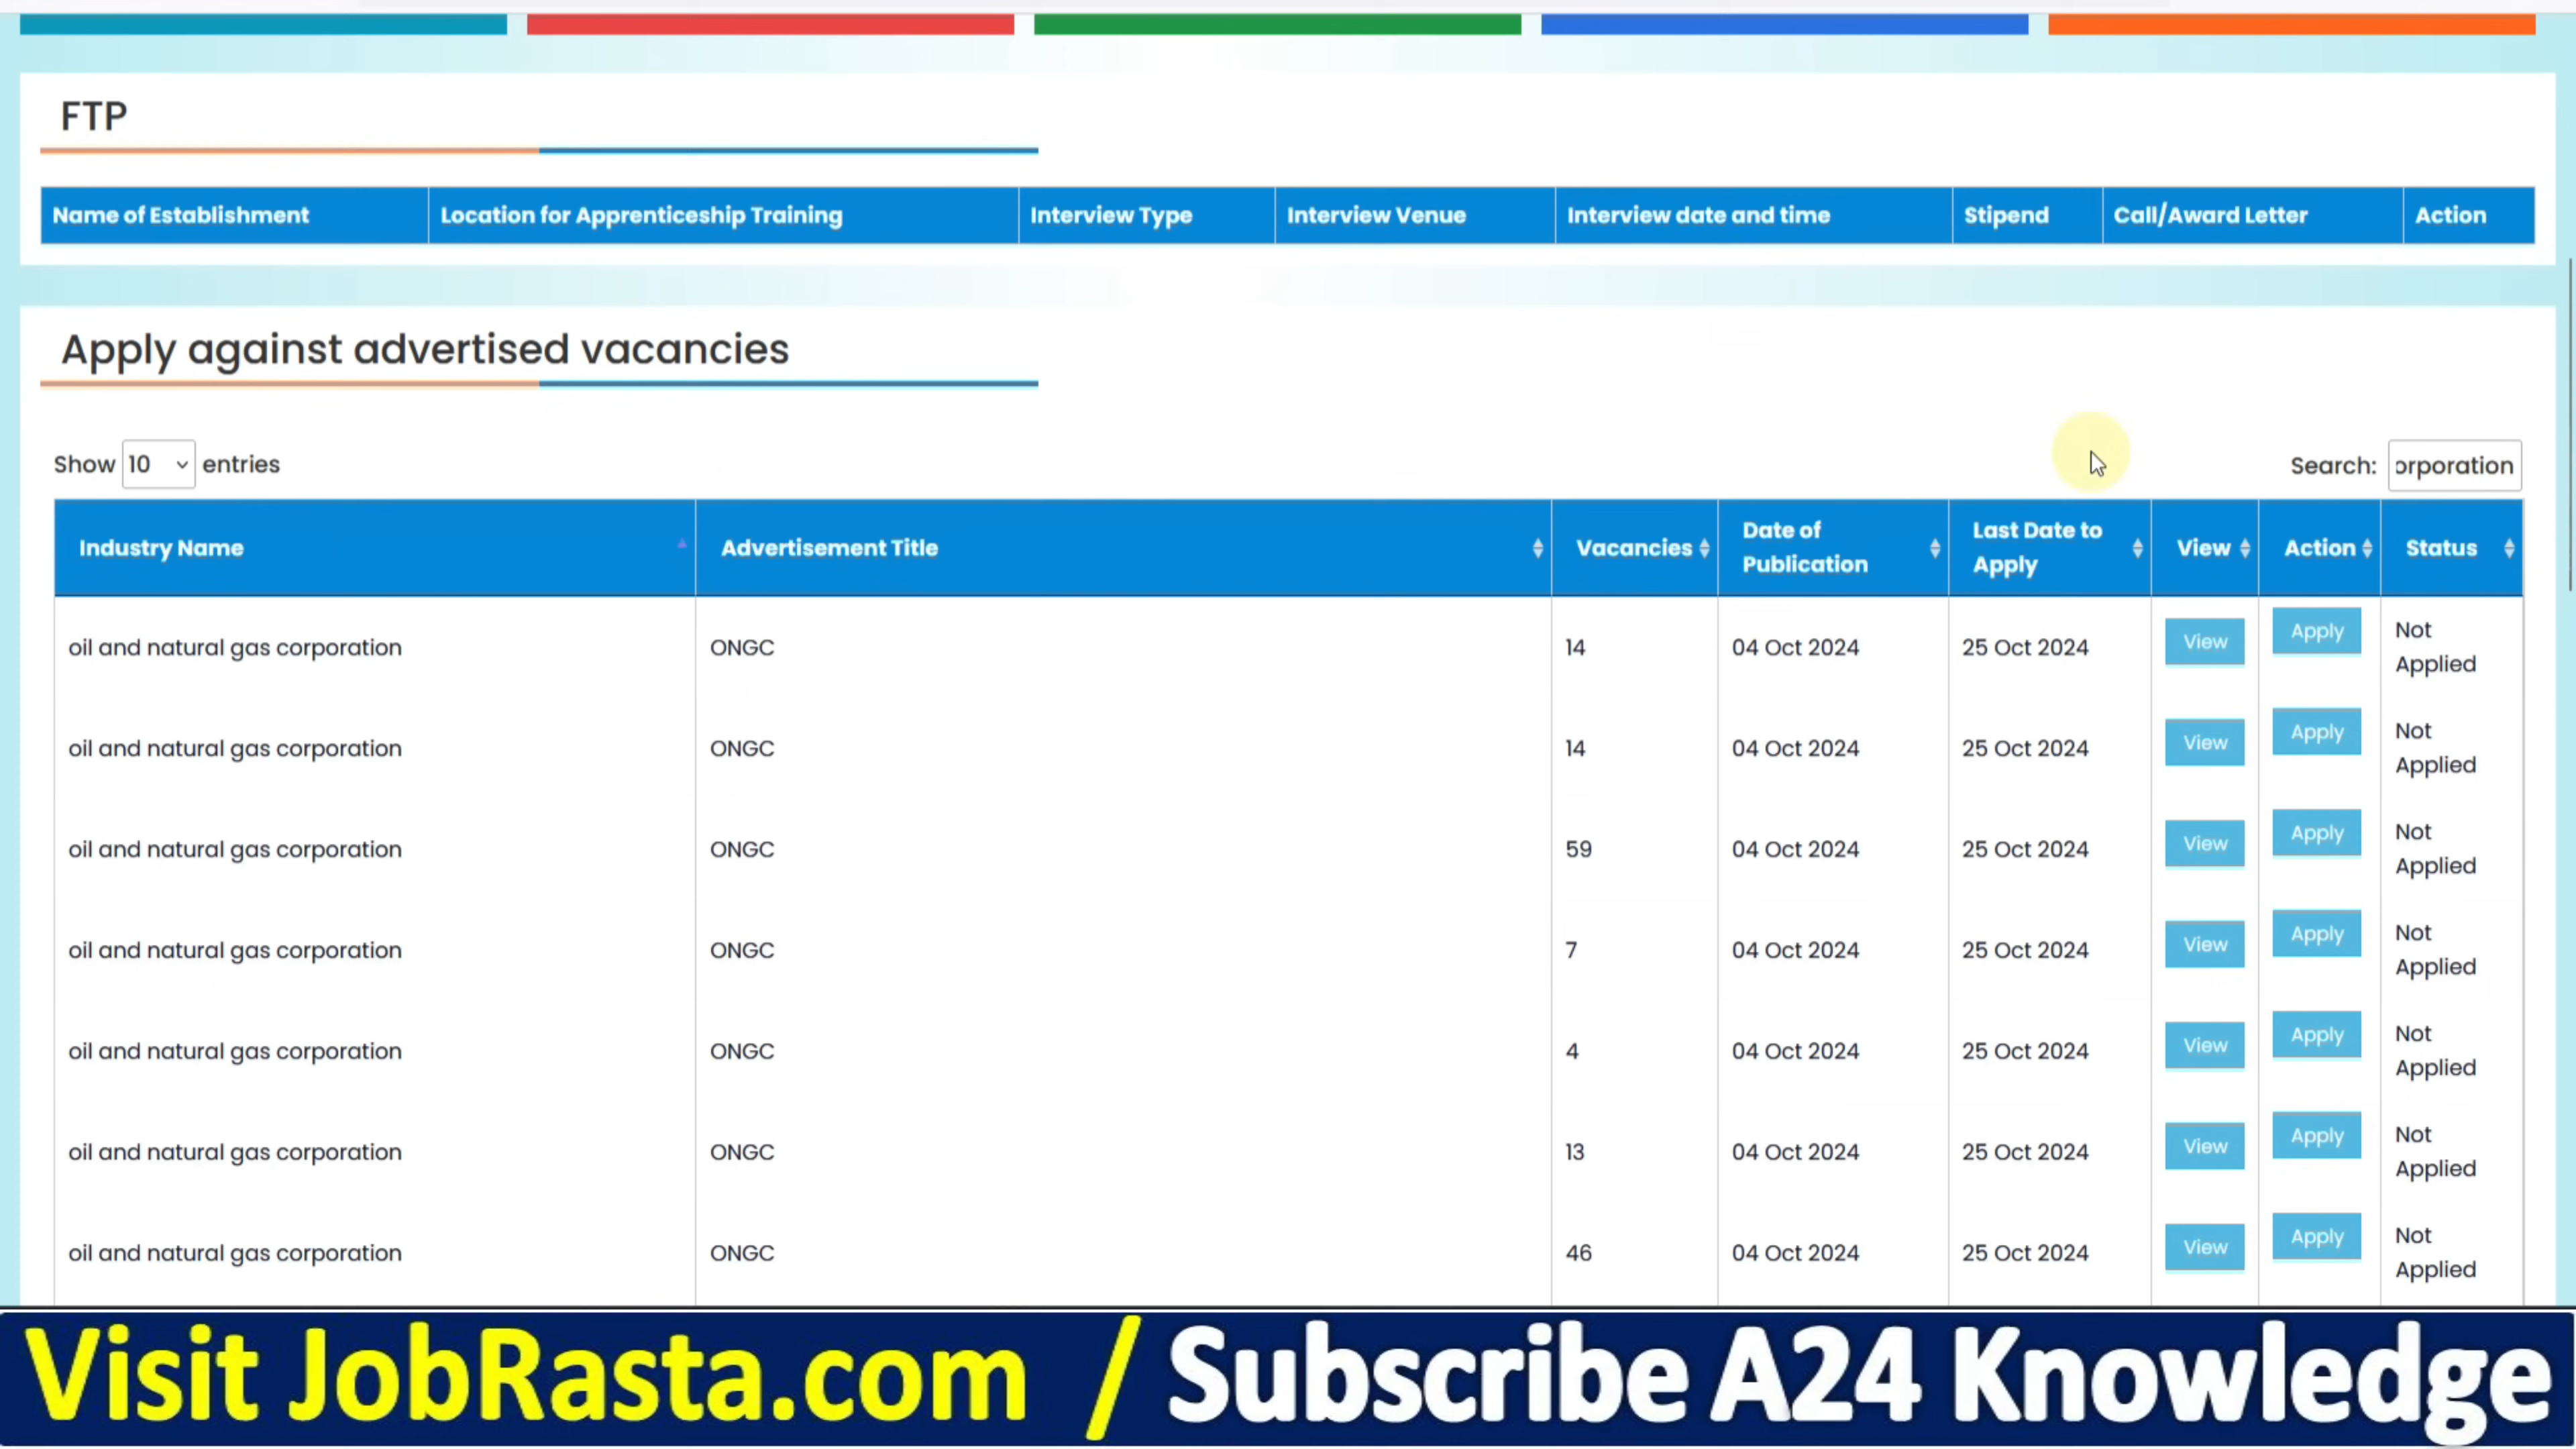 FTP
Name of Establishment Location for Apprenticeship Training Interview Type Interview Venue Interview date and time Stipend Call/Award Letter Action
Apply against advertised vacancies
Show 10 entries Search: orporation
Industry Name Advertisement Title Vacancies Date of Publication Last Date to Apply View Action Status
oil and natural gas corporation ONGC 14 04 Oct 2024 25 Oct 2024 View Apply Not Applied
oil and natural gas corporation ONGC 14 04 Oct 2024 25 Oct 2024 View Apply Not Applied
oil and natural gas corporation ONGC 59 04 Oct 2024 25 Oct 2024 View Apply Not Applied
oil and natural gas corporation ONGC 7 04 Oct 2024 25 Oct 2024 View Apply Not Applied
oil and natural gas corporation ONGC 4 04 Oct 2024 25 Oct 2024 View Apply Not Applied
oil and natural gas corporation ONGC 13 04 Oct 2024 25 Oct 2024 View Apply Not Applied
oil and natural gas corporation ONGC 46 04 Oct 2024 25 Oct 2024 View Apply Not Applied
Visit JobRasta.com / Subscribe A24 Knowledge